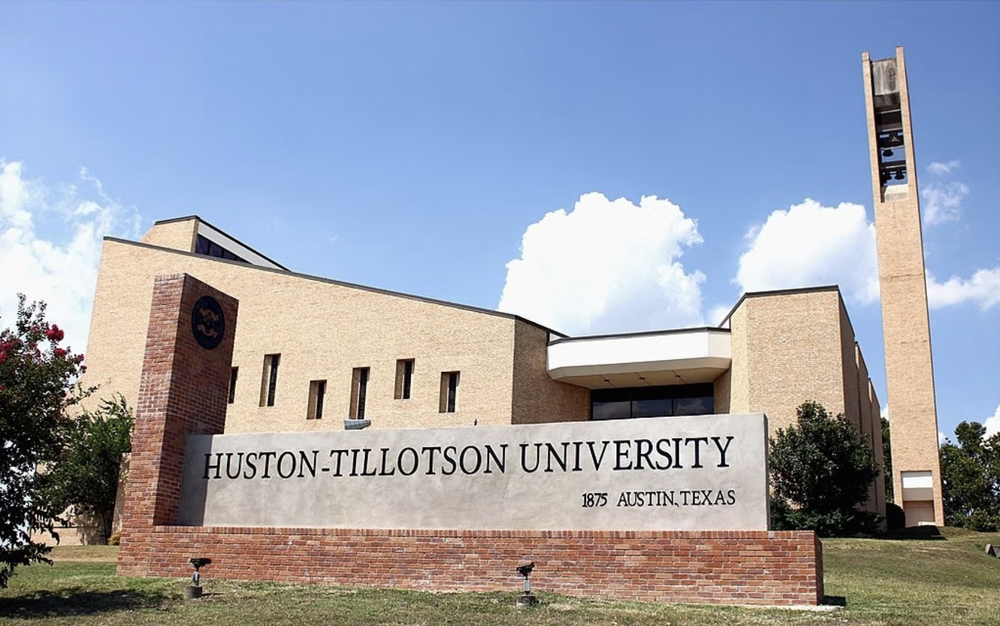 HUSTON-TILLOTSON UNIVERSITY
1875 AUSTIN, TEXAS